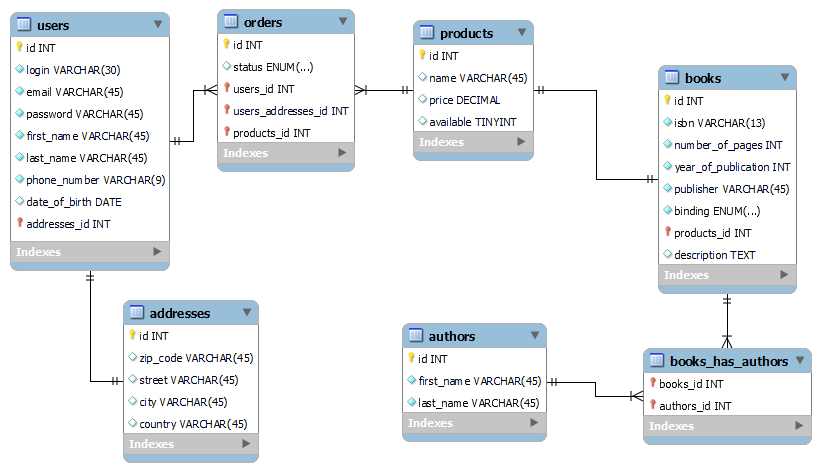 users
id INT
login VARCHAR(30)
email VARCHAR(45)
password VARCHAR(45)
first_name VARCHAR(45)
last_name VARCHAR(45)
phone_number VARCHAR(9)
date_of_birth DATE
addresses_id INT
Indexes
orders
id INT
status ENUM(...)
users_id INT
users_addresses_id INT
products_id INT
Indexes
products
id INT
name VARCHAR(45)
price DECIMAL
available TINYINT
Indexes
books
id INT
isbn VARCHAR(13)
number_of_pages INT
year_of_publication INT
publisher VARCHAR(45)
binding ENUM(...)
products_id INT
description TEXT
Indexes
addresses
id INT
zip_code VARCHAR(45)
street VARCHAR(45)
city VARCHAR(45)
country VARCHAR(45)
Indexes
authors
id INT
first_name VARCHAR(45)
last_name VARCHAR(45)
Indexes
books_has_authors
books_id INT
authors_id INT
Indexes